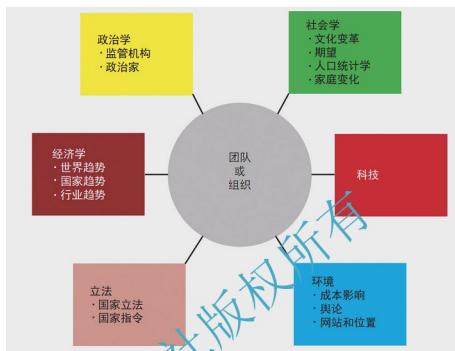 政治学
·监管机构
·政治家
社会学
·文化变革
·期望
·人口统计学
·家庭变化
经济学
·世界趋势
·国家趋势
·行业趋势
团队
或
组织
科技
立法
·国家立法
·国家指令
环境
·成本影响
·舆论
·网站和位置
社版权所有